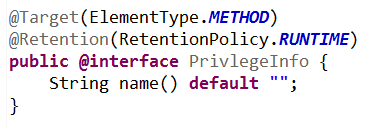 @Target(ElementType.METHOD)
@Retention(RetentionPolicy.RUNTIME)
public @interface PrivlegeInfo {
    String name() default "";
}